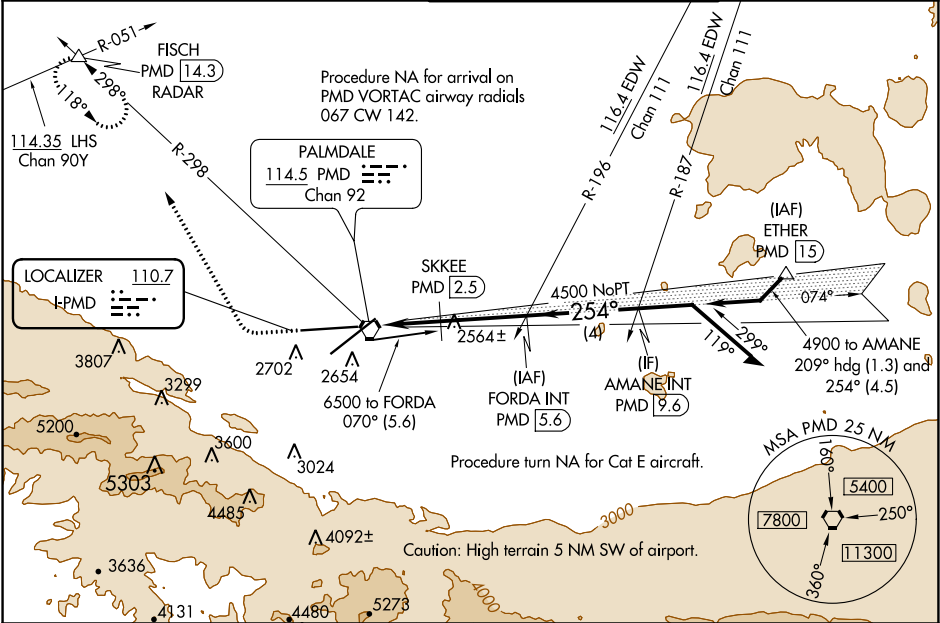 R-051
FISCH
PMD 14.3
RADAR
298°
118°
114.35 LHS
Chan 90Y
R-298
Procedure NA for arrival on
PMD VORTAC airway radials
067 CW 142.
PALMDALE
114.5 PMD
Chan 92
116.4 EDW
Chan 111
R-196
116.4 EDW
Chan 111
R-187
(IAF)
ETHER
PMD 15
LOCALIZER 110.7
I-PMD
SKKEE
PMD 2.5
4500 NoPT
254°
(4)
074°
299°
119°
4900 to AMANE
209° hdg (1.3) and
254° (4.5)
2564±
2702
2654
6500 to FORDA
070° (5.6)
(IAF)
FORDA INT
PMD 5.6
(IF)
AMANE INT
PMD 9.6
3807
3299
5200
3600
5303
3024
4485
4092±
3636
4131
4480
5273
3000
4000
Procedure turn NA for Cat E aircraft.
Caution: High terrain 5 NM SW of airport.
MSA PMD 25 NM
160°
5400
7800
250°
11300
360°